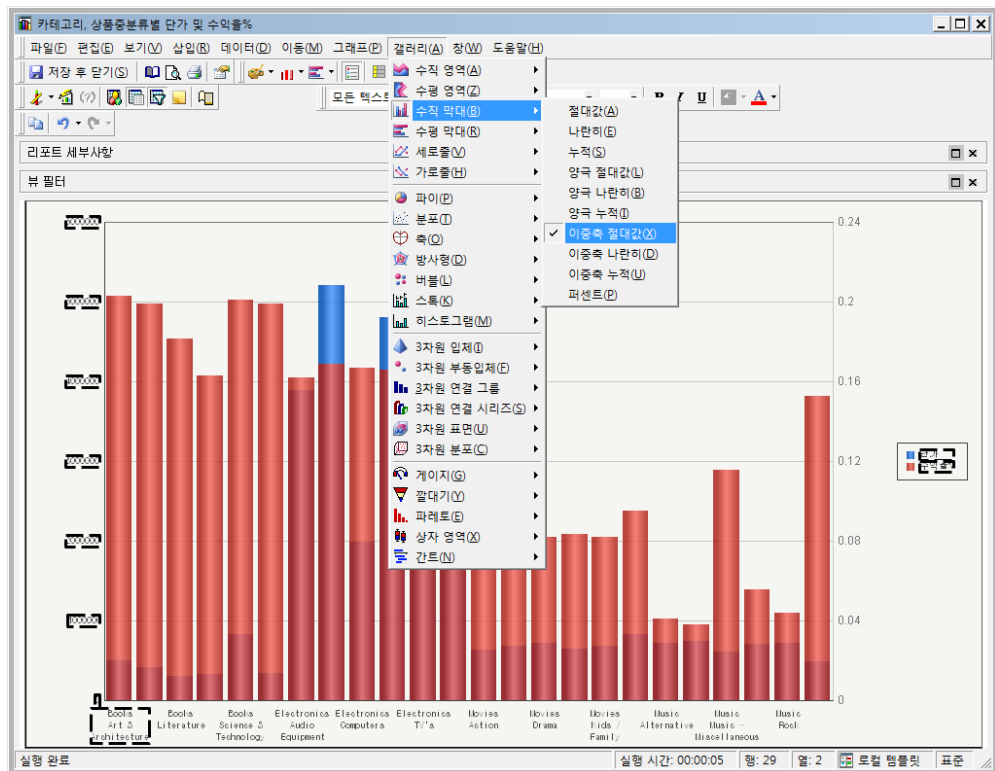 카테고리, 상품중분류별 단가 및 수익율%
파일(F) 편집(E) 보기(V) 삽입(R) 데이터(D) 이동(M) 그래프(P) 갤러리(A) 창(W) 도움말(H)
저장 후 닫기(S)
모든 텍스트
리포트 세부사항
뷰 필터
수직 영역(A)
수평 영역(Z)
수직 막대(B)
수평 막대(R)
세로줄(V)
가로줄(H)
파이(P)
분포(T)
축(O)
방사형(D)
버블(L)
스톡(K)
히스토그램(M)
3차원 입체(I)
3차원 부동입체(F)
3차원 연결 그룹
3차원 연결 시리즈(S)
3차원 표면(U)
3차원 분포(C)
게이지(G)
깔대기(Y)
파레토(E)
상자 영역(X)
간트(N)
절대값(A)
나란히(E)
누적(S)
양극 절대값(L)
양극 나란히(B)
양극 누적(I)
이중축 절대값(X)
이중축 나란히(D)
이중축 누적(U)
퍼센트(P)
0.24
0.2
0.16
0.12
0.08
0.04
0
단가
Books Art & Architecture
Books Literature
Books Science & Technology
Electronics Audio Equipment
Electronics Computers
Electronics TV's
Movies Action
Movies Drama
Movies Kids / Family
Music Alternative
Music Music - Miscellaneous
Music Rock
실행 완료
실행 시간: 00:00:05 행: 29 열: 2 로컬 템플릿 표준